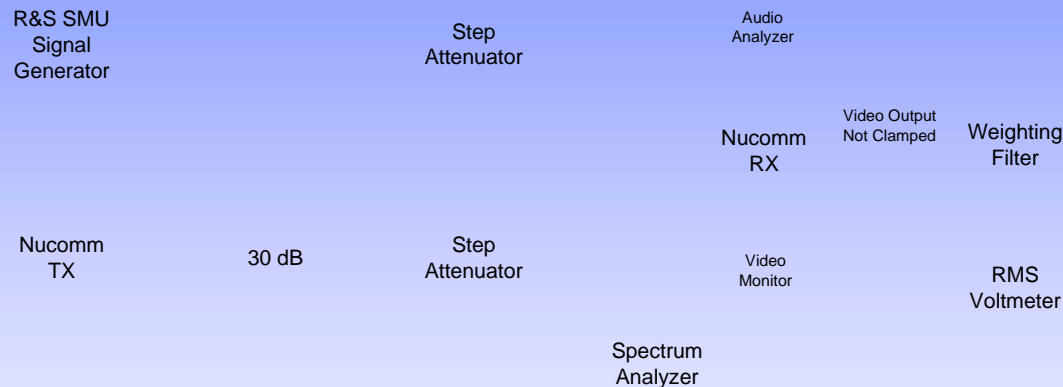 R&S SMU
Signal
Generator
Step
Attenuator
Audio
Analyzer
Nucomm
RX
Video Output
Not Clamped
Weighting
Filter
Nucomm
TX
30 dB
Step
Attenuator
Video
Monitor
RMS
Voltmeter
Spectrum
Analyzer